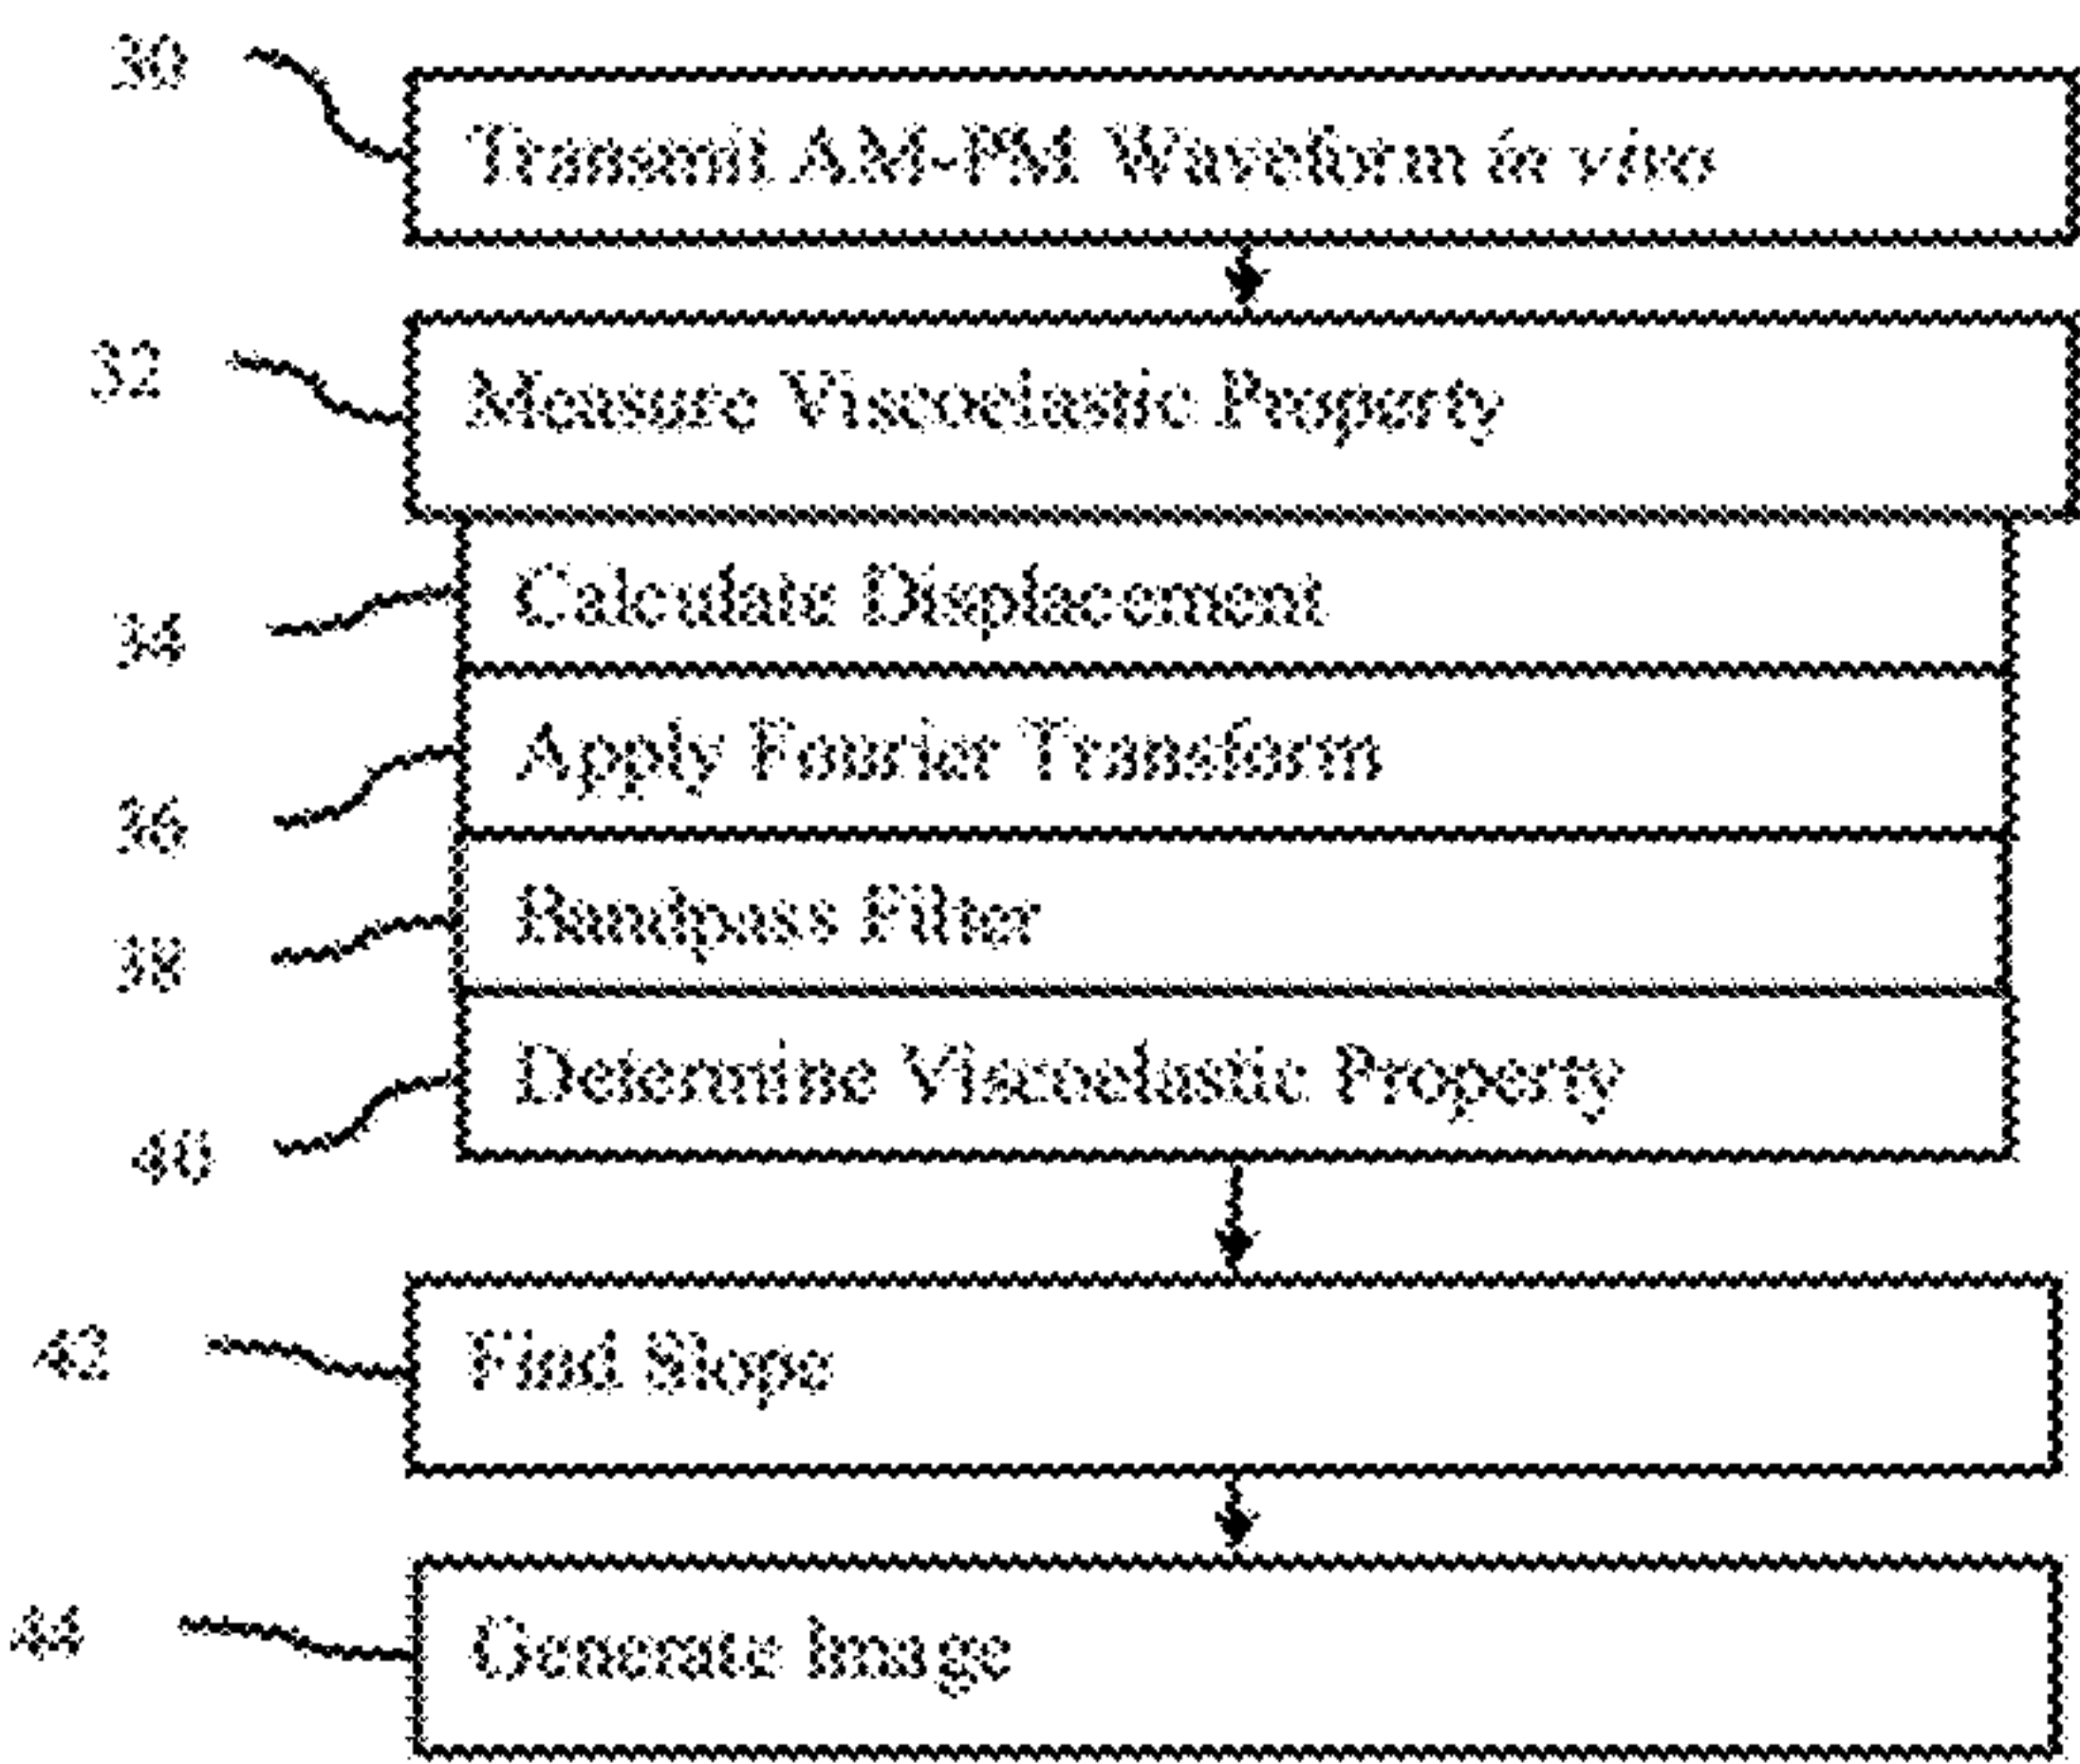 30
Transmit AM-PM Waveform in vivo
32
Measure Viscoelastic Property
34
Calculate Displacement
36
Apply Fourier Transform
38
Bandpass Filter
40
Determine Viscoelastic Property
42
Find Slope
44
Generate Image